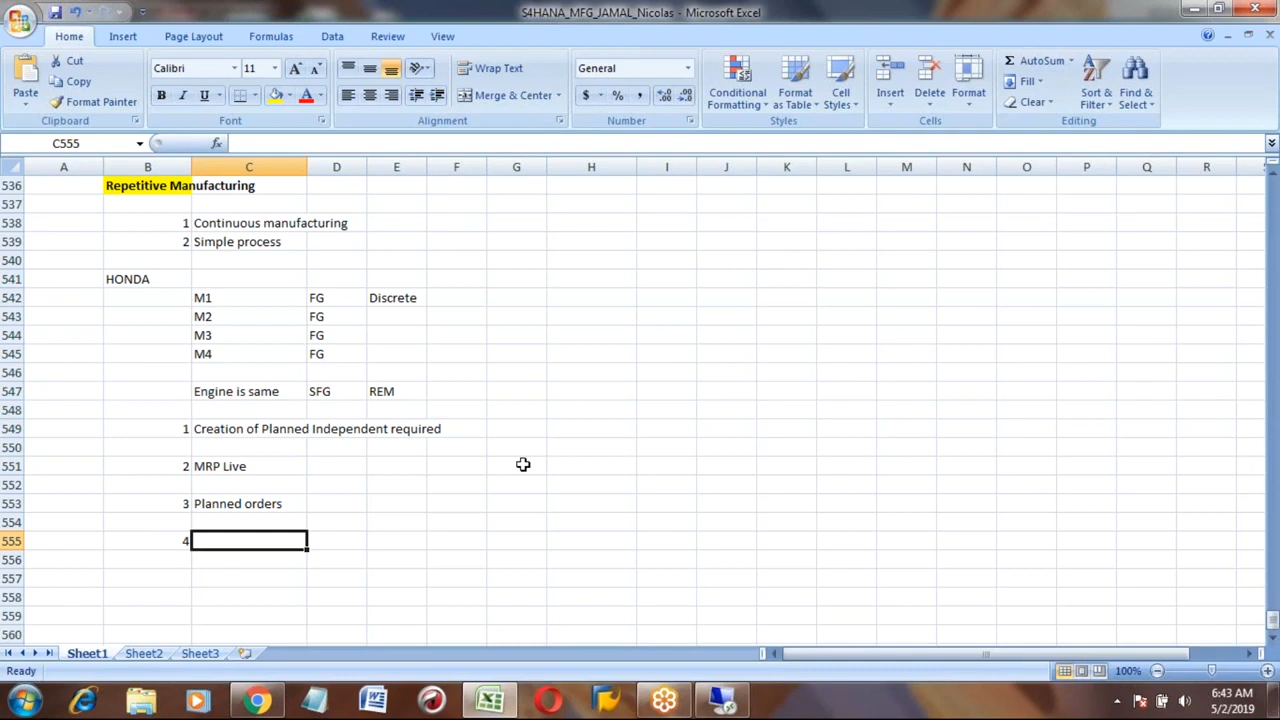 S4HANA_MFG_JAMAL_Nicolas - Microsoft Excel
Home Insert Page Layout Formulas Data Review View
Paste
Cut
Copy
Format Painter
Clipboard
Calibri 11
B I U
Font
Wrap Text
Merge & Center
Alignment
General
$ % ,
Number
Conditional Formatting
Format as Table
Cell Styles
Styles
Insert Delete Format
Cells
AutoSum
Fill
Clear
Sort & Filter
Find & Select
Editing
C555 fx
A B C D E F G H I J K L M N O P Q R
536 Repetitive Manufacturing
537
538 1 Continuous manufacturing
539 2 Simple process
540
541 HONDA
542 M1 FG Discrete
543 M2 FG
544 M3 FG
545 M4 FG
546
547 Engine is same SFG REM
548
549 1 Creation of Planned Independent required
550
551 2 MRP Live
552
553 3 Planned orders
554
555 4
556
557
558
559
560
Sheet1 Sheet2 Sheet3
Ready 100%
6:43 AM
5/2/2019